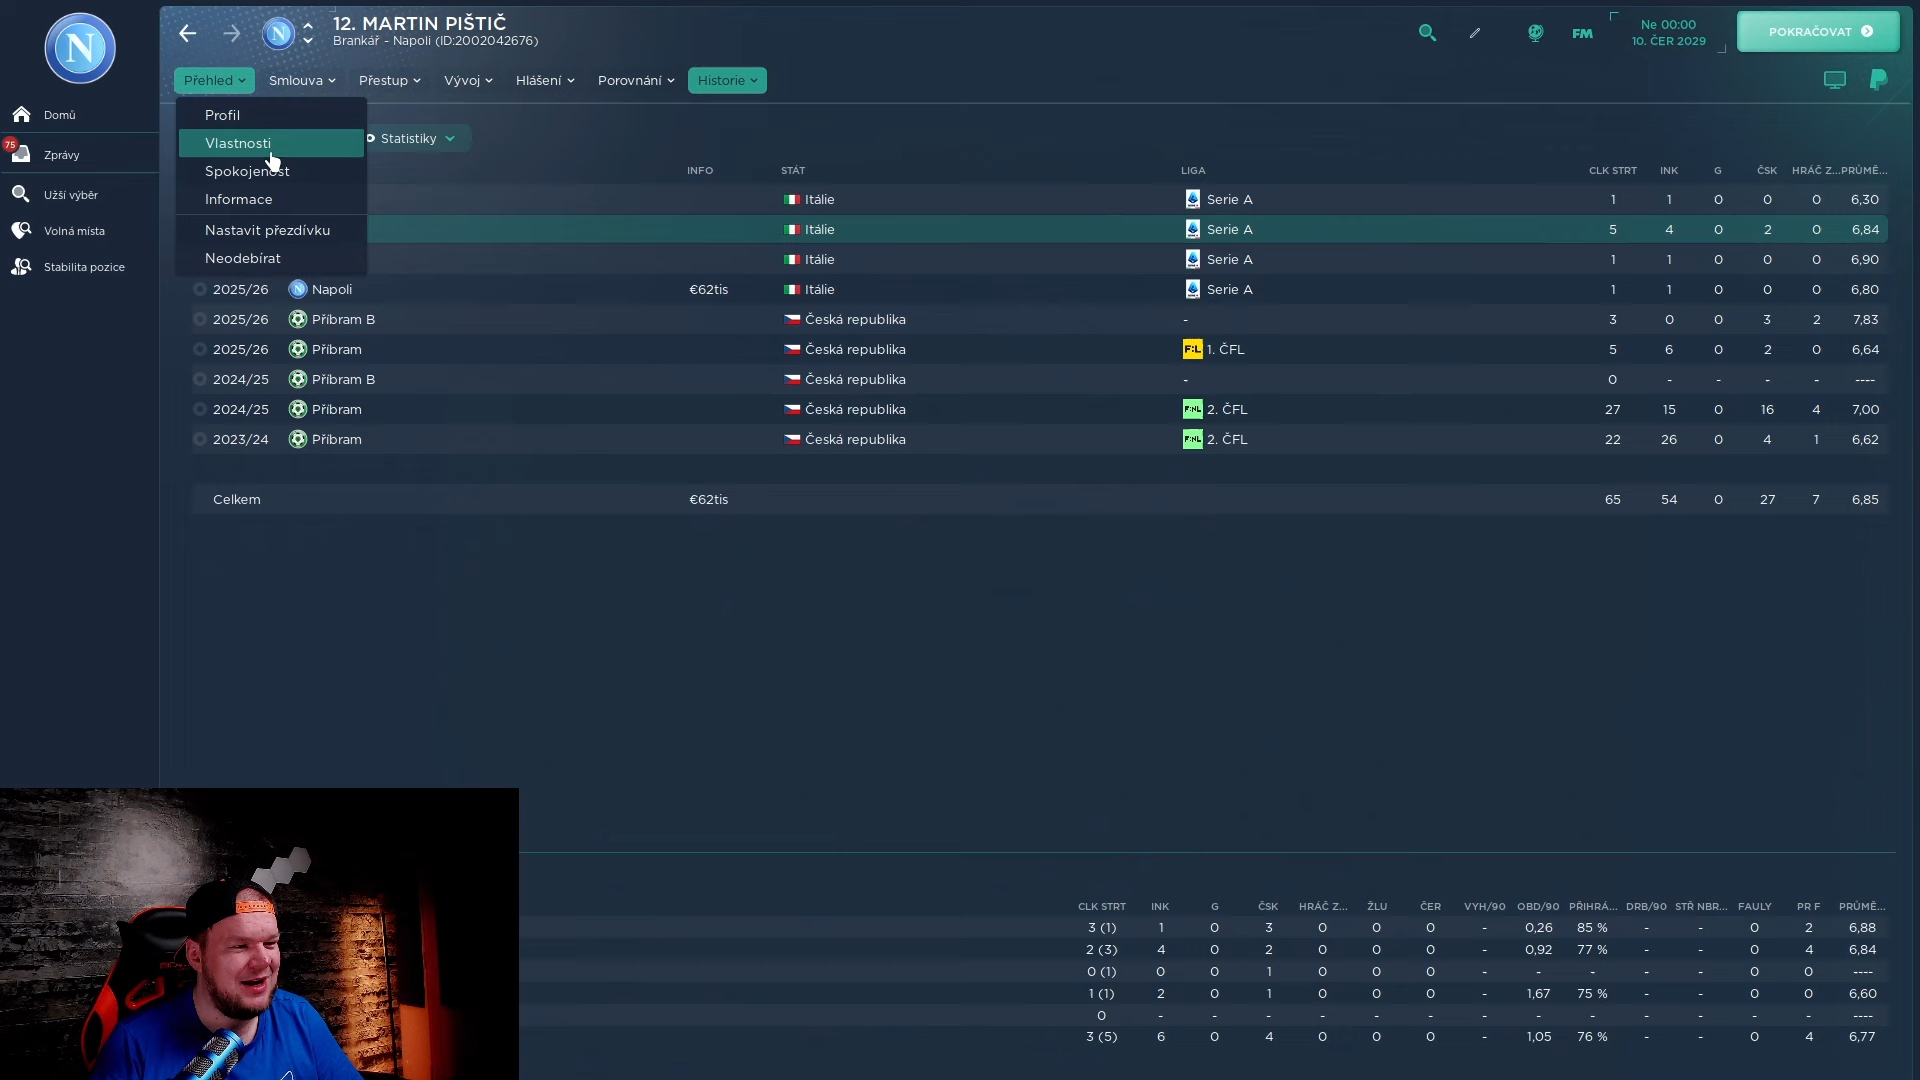 12. MARTIN PIŠTIČ
Brankář - Napoli (ID:2002042676)
FM
Ne 00:00
10. ČER 2029
POKRAČOVAT
Přehled
Smlouva
Přestup
Vývoj
Hlášení
Porovnání
Historie
Domů
75
Zprávy
Užší výběr
Volná místa
Stabilita pozice
Profil
Vlastnosti
Spokojenost
Informace
Nastavit přezdívku
Neodebírat
Statistiky
INFO STÁT LIGA CLK STRT INK G ČSK HRÁČ Z... PRŮMĚ...
Itálie Serie A 1 1 0 0 0 6,30
Itálie Serie A 5 4 0 2 0 6,84
Itálie Serie A 1 1 0 0 0 6,90
2025/26 Napoli €62tis Itálie Serie A 1 1 0 0 0 6,80
2025/26 Příbram B Česká republika - 3 0 0 3 2 7,83
2025/26 Příbram Česká republika F:L 1. ČFL 5 6 0 2 0 6,64
2024/25 Příbram B Česká republika - 0 - - - - ----
2024/25 Příbram Česká republika F:NL 2. ČFL 27 15 0 16 4 7,00
2023/24 Příbram Česká republika F:NL 2. ČFL 22 26 0 4 1 6,62
Celkem €62tis 65 54 0 27 7 6,85
CLK STRT INK G ČSK HRÁČ Z... ŽLU ČER VYH/90 OBD/90 PŘIHRÁ... DRB/90 STŘ NBR... FAULY PR F PRŮMĚ...
3 (1) 1 0 3 0 0 0 - 0,26 85 % - - 0 2 6,88
2 (3) 4 0 2 0 0 0 - 0,92 77 % - - 0 4 6,84
0 (1) 0 0 1 0 0 0 - - - - - 0 0 ----
1 (1) 2 0 1 0 0 0 - 1,67 75 % - - 0 0 6,60
0 - - - - - - - - - - - - - ----
3 (5) 6 0 4 0 0 0 - 1,05 76 % - - 0 4 6,77